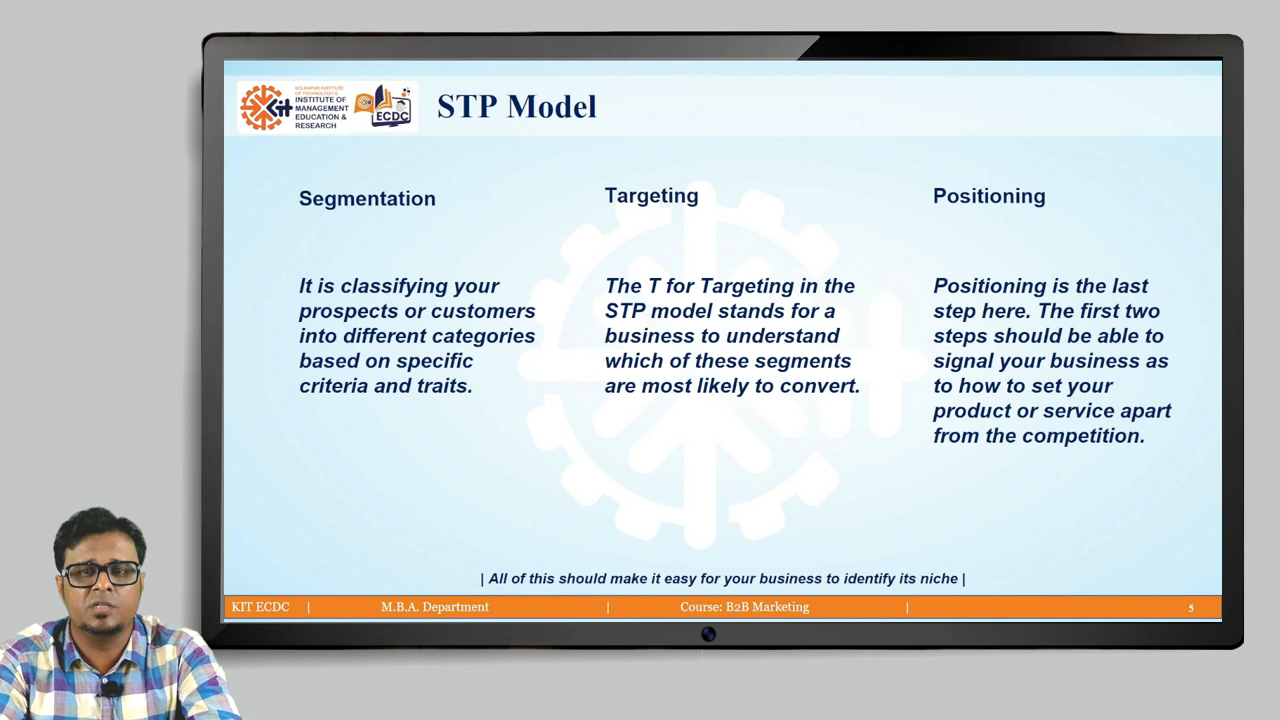 KOLHAPUR INSTITUTE
OF TECHNOLOGY'S
INSTITUTE OF
MANAGEMENT
EDUCATION &
RESEARCH
Kit
ECDC
STP Model
Segmentation
It is classifying your
prospects or customers
into different categories
based on specific
criteria and traits.
Targeting
The T for Targeting in the
STP model stands for a
business to understand
which of these segments
are most likely to convert.
Positioning
Positioning is the last
step here. The first two
steps should be able to
signal your business as
to how to set your
product or service apart
from the competition.
| All of this should make it easy for your business to identify its niche |
KIT ECDC | M.B.A. Department | Course: B2B Marketing | 5